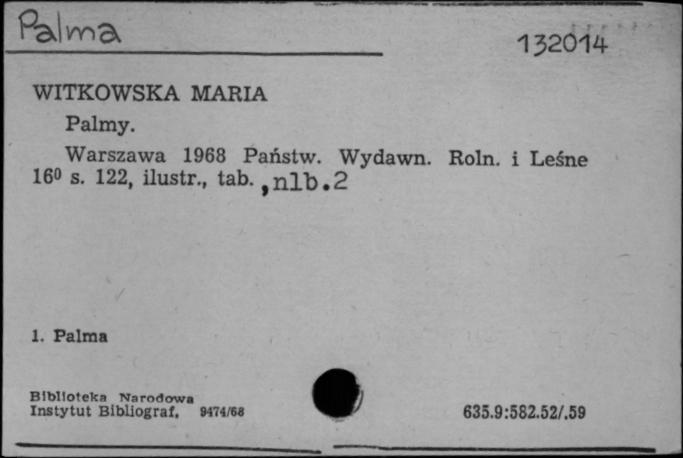 Palma
132014
WITKOWSKA MARIA
Palmy.
Warszawa 1968 Państw. Wydawn. Roln. i Leśne
16⁰ s. 122, ilustr., tab. , nlb.2
1. Palma
Biblioteka Narodowa
Instytut Bibliograf. 9474/68
635.9:582.52/.59